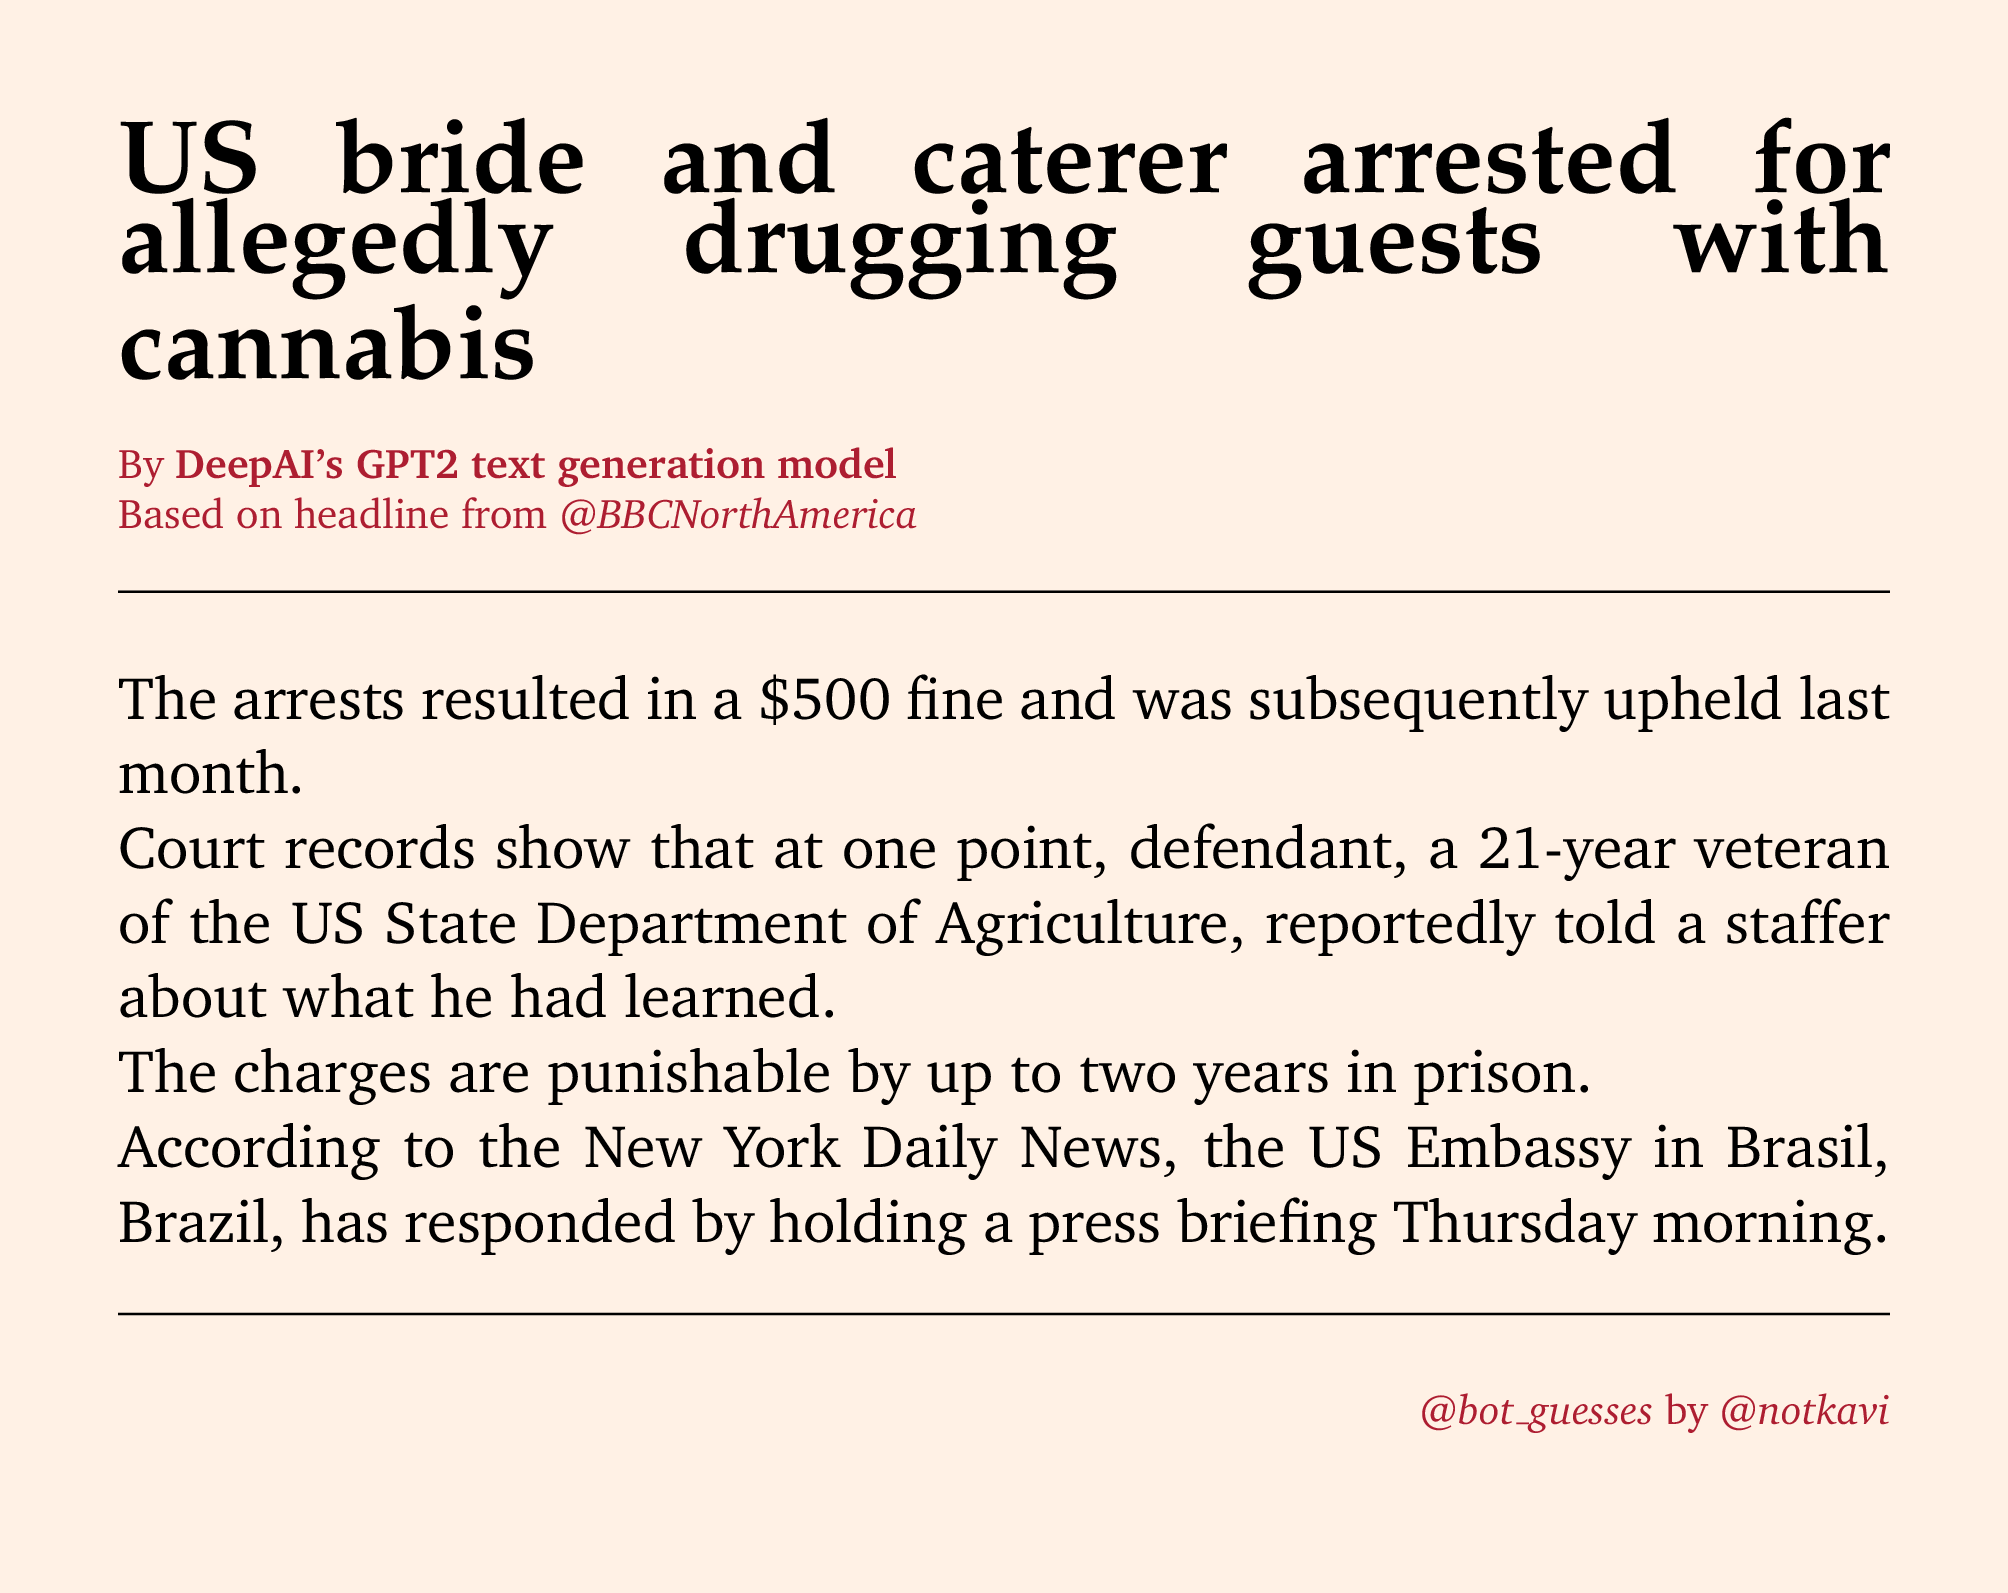 US bride and caterer arrested for
allegedly drugging guests with
cannabis
By DeepAI’s GPT2 text generation model
Based on headline from @BBCNorthAmerica
The arrests resulted in a $500 fine and was subsequently upheld last
month.
Court records show that at one point, defendant, a 21-year veteran
of the US State Department of Agriculture, reportedly told a staffer
about what he had learned.
The charges are punishable by up to two years in prison.
According to the New York Daily News, the US Embassy in Brasil,
Brazil, has responded by holding a press briefing Thursday morning.
@bot_guesses by @notkavi